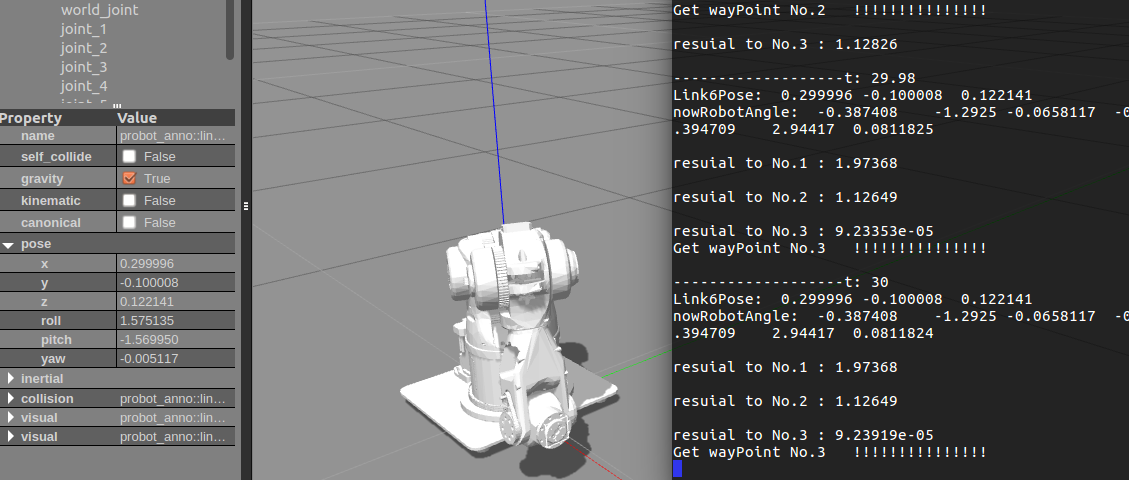 world_joint
joint_1
joint_2
joint_3
joint_4
Property Value
name probot_anno::lin...
self_collide False
gravity True
kinematic False
canonical False
pose
x 0.299996
y -0.100008
z 0.122141
roll 1.575135
pitch -1.569950
yaw -0.005117
inertial
collision probot_anno::lin...
visual probot_anno::lin...
visual probot_anno::lin...
Get wayPoint No.2 !!!!!!!!!!!!!!!
resuial to No.3 : 1.12826
-------------------t: 29.98
Link6Pose: 0.299996 -0.100008 0.122141
nowRobotAngle: -0.387408 -1.2925 -0.0658117 -0
.394709 2.94417 0.0811825
resuial to No.1 : 1.97368
resuial to No.2 : 1.12649
resuial to No.3 : 9.23353e-05
Get wayPoint No.3 !!!!!!!!!!!!!!!
-------------------t: 30
Link6Pose: 0.299996 -0.100008 0.122141
nowRobotAngle: -0.387408 -1.2925 -0.0658117 -0
.394709 2.94417 0.0811824
resuial to No.1 : 1.97368
resuial to No.2 : 1.12649
resuial to No.3 : 9.23919e-05
Get wayPoint No.3 !!!!!!!!!!!!!!!